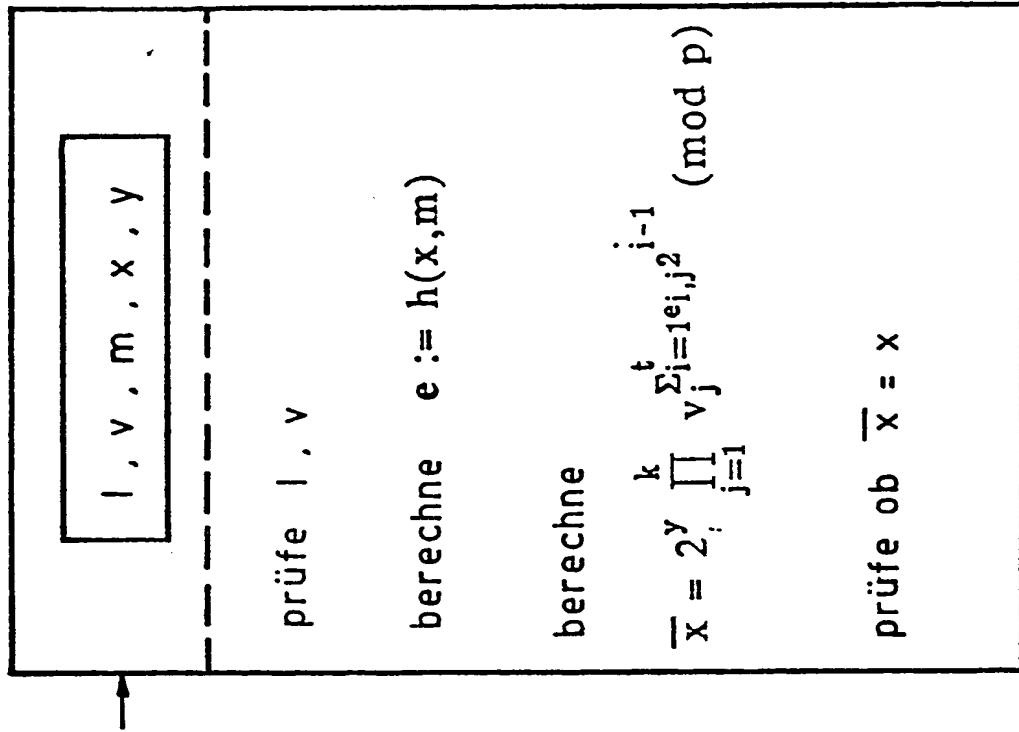 I , v , m , x , y
prüfe I , v
berechne e := h(x,m)
berechne
x̅ = 2^y ∏_{j=1}^{k} v_j^{Σ_{i=1}^{t} e_{i,j} 2^{i-1}} (mod p)
prüfe ob x̅ = x